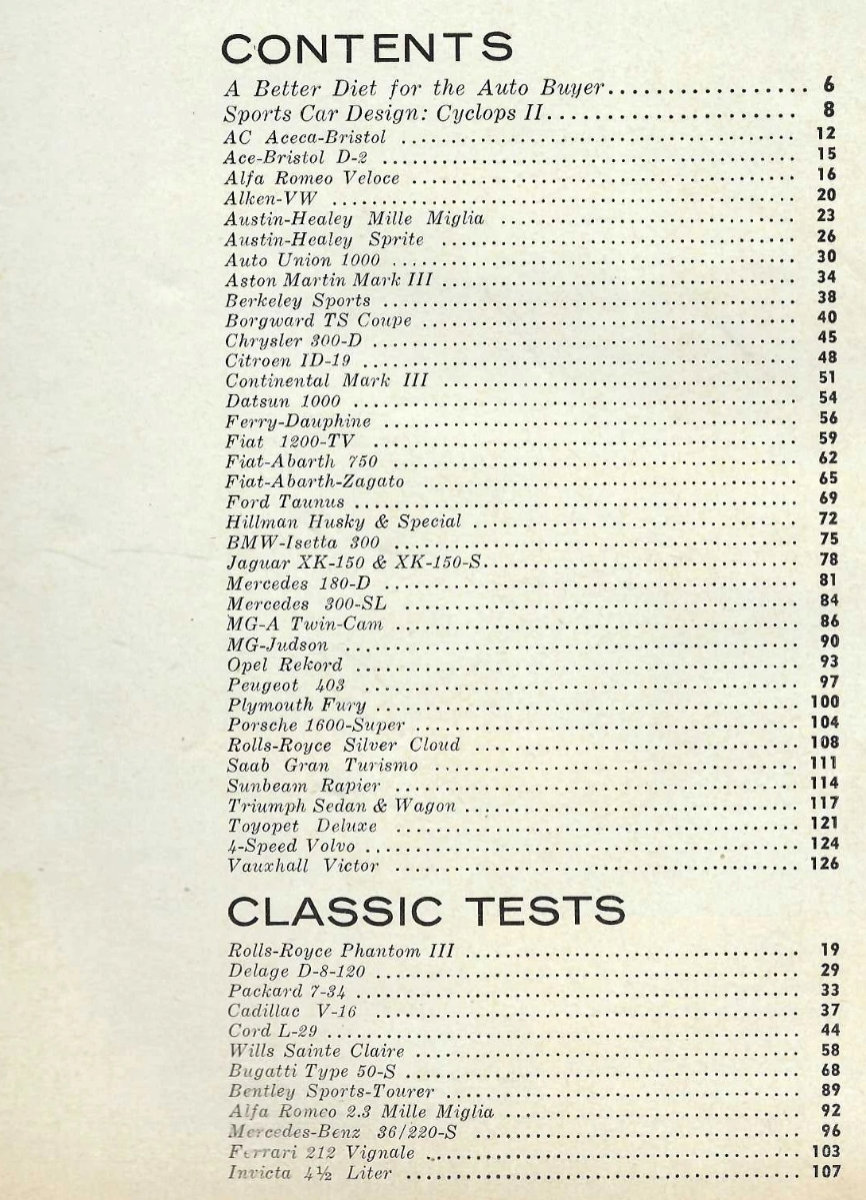 CONTENTS
A Better Diet for the Auto Buyer................. 6
Sports Car Design: Cyclops II..................... 8
AC Aceca-Bristol ................................. 12
Ace-Bristol D-2 .................................. 15
Alfa Romeo Veloce ................................ 16
Alken-VW ......................................... 20
Austin-Healey Mille Miglia ....................... 23
Austin-Healey Sprite ............................. 26
Auto Union 1000 .................................. 30
Aston Martin Mark III ............................ 34
Berkeley Sports .................................. 38
Borgward TS Coupe ................................ 40
Chrysler 300-D ................................... 45
Citroen ID-19 .................................... 48
Continental Mark III ............................. 51
Datsun 1000 ...................................... 54
Ferry-Dauphine ................................... 56
Fiat 1200-TV ..................................... 59
Fiat-Abarth 750 .................................. 62
Fiat-Abarth-Zagato ............................... 65
Ford Taunus ...................................... 69
Hillman Husky & Special .......................... 72
BMW-Isetta 300 ................................... 75
Jaguar XK-150 & XK-150-S.......................... 78
Mercedes 180-D ................................... 81
Mercedes 300-SL .................................. 84
MG-A Twin-Cam .................................... 86
MG-Judson ........................................ 90
Opel Rekord ...................................... 93
Peugeot 403 ...................................... 97
Plymouth Fury .................................... 100
Porsche 1600-Super ............................... 104
Rolls-Royce Silver Cloud ......................... 108
Saab Gran Turismo ................................ 111
Sunbeam Rapier ................................... 114
Triumph Sedan & Wagon ............................ 117
Toyopet Deluxe ................................... 121
4-Speed Volvo .................................... 124
Vauxhall Victor .................................. 126
CLASSIC TESTS
Rolls-Royce Phantom III .......................... 19
Delage D-8-120 ................................... 29
Packard 7-34 ..................................... 33
Cadillac V-16 .................................... 37
Cord L-29 ........................................ 44
Wills Sainte Claire .............................. 58
Bugatti Type 50-S ................................ 68
Bentley Sports-Tourer ............................ 89
Alfa Romeo 2.3 Mille Miglia ...................... 92
Mercedes-Benz 36/220-S ........................... 96
Ferrari 212 Vignale .............................. 103
Invicta 4½ Liter ................................. 107